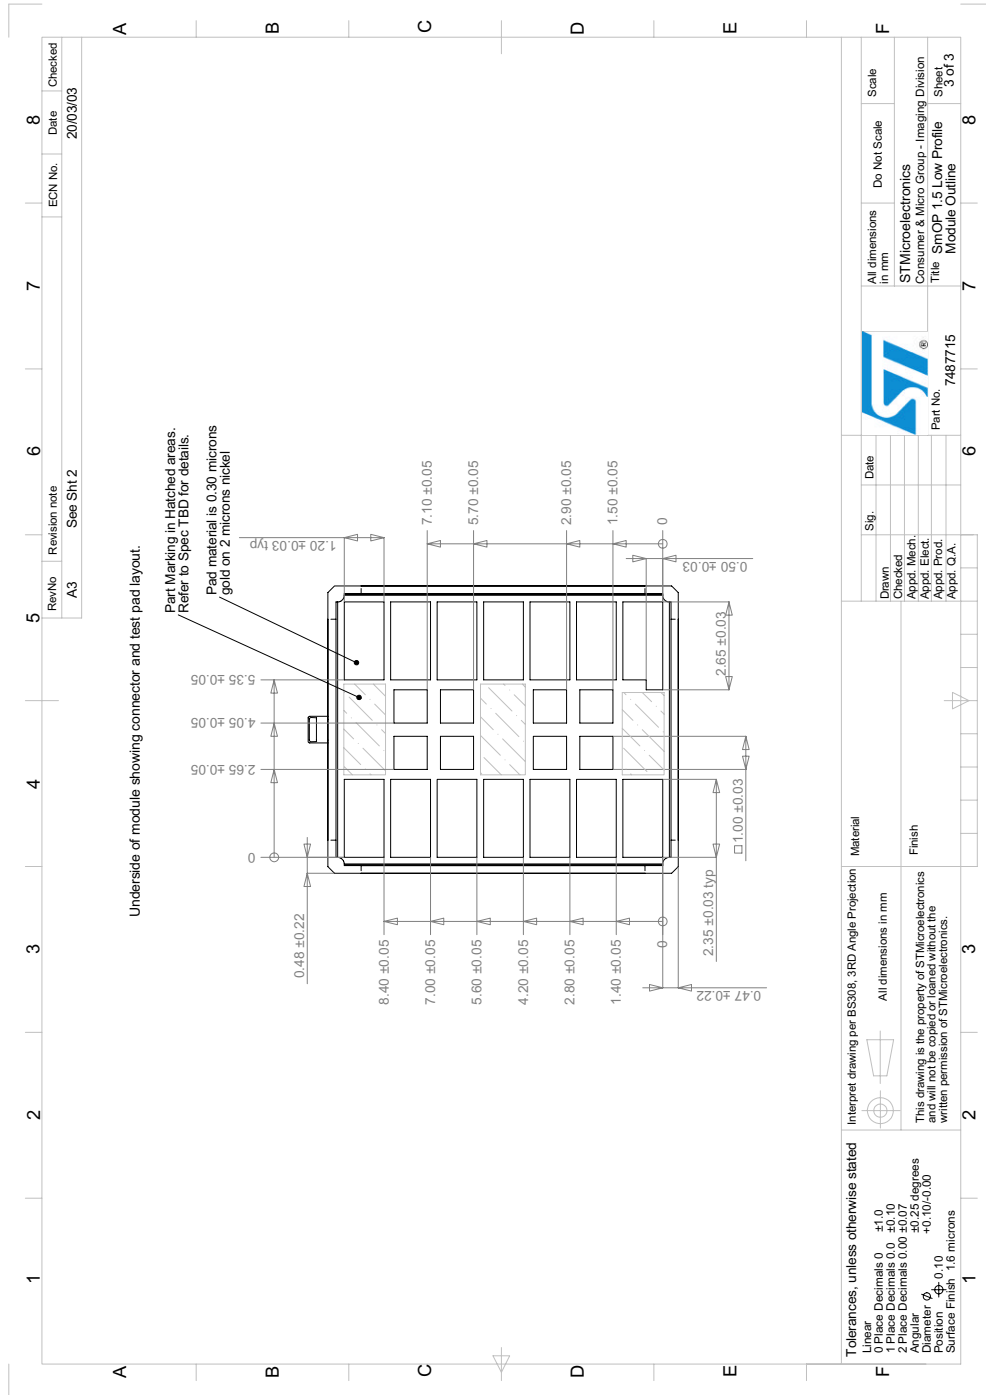 1 2 3 4 5 6 7 8
RevNo Revision note ECN No. Date Checked
A3 See Sht 2 20/03/03
A
B
C
D
E
F
A
B
C
D
E
F
Underside of module showing connector and test pad layout.
Part Marking in Hatched areas.
Refer to Spec TBD for details.
Pad material is 0.30 microns
gold on 2 microns nickel
0.48 ±0.22
0
2.65 ±0.05
4.05 ±0.05
5.35 ±0.05
1.20 ±0.03 typ
8.40 ±0.05
7.00 ±0.05
5.60 ±0.05
4.20 ±0.05
2.80 ±0.05
1.40 ±0.05
0
7.10 ±0.05
5.70 ±0.05
2.90 ±0.05
1.50 ±0.05
0
0.47 ±0.22
2.35 ±0.03 typ
□1.00 ±0.03
2.65 ±0.03
0.50 ±0.03
Tolerances, unless otherwise stated
Linear
0 Place Decimals 0 ±1.0
1 Place Decimals 0.0 ±0.10
2 Place Decimals 0.00 ±0.07
Angular ±0.25 degrees
Diameter ⌀ +0.10/-0.00
Position ⌖ 0.10
Surface Finish 1.6 microns
Interpret drawing per BS308, 3RD Angle Projection
All dimensions in mm
This drawing is the property of STMicroelectronics
and will not be copied or loaned without the
written permission of STMicroelectronics.
Material
Finish
Sig. Date
Drawn
Checked
Appd. Mech.
Appd. Elect.
Appd. Prod.
Appd. Q.A.
ST ®
Part No.
7487715
All dimensions
in mm
Do Not Scale
Scale
STMicroelectronics
Consumer & Micro Group - Imaging Division
Title SmOP 1.5 Low Profile
Module Outline
Sheet
3 of 3
1 2 3 4 5 6 7 8